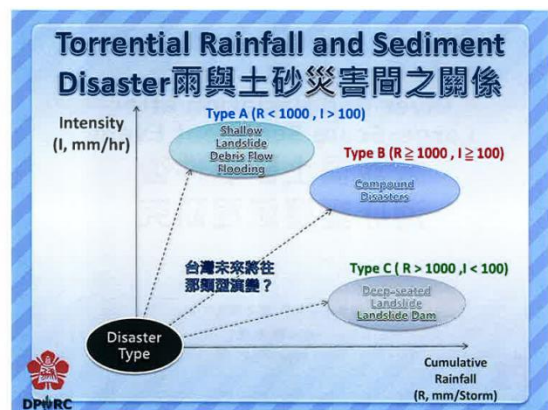 Torrential Rainfall and Sediment
Disaster雨與土砂災害間之關係
Intensity
(I, mm/hr)
Type A (R < 1000 , I > 100)
Shallow
Landslide
Debris Flow
Flooding
Type B (R ≧ 1000 , I ≧ 100)
Compound
Disasters
台灣未來將往
那類型演變？
Type C ( R > 1000 ,I < 100)
Deep-seated
Landslide
Landslide Dam
Disaster
Type
Cumulative
Rainfall
(R, mm/Storm)